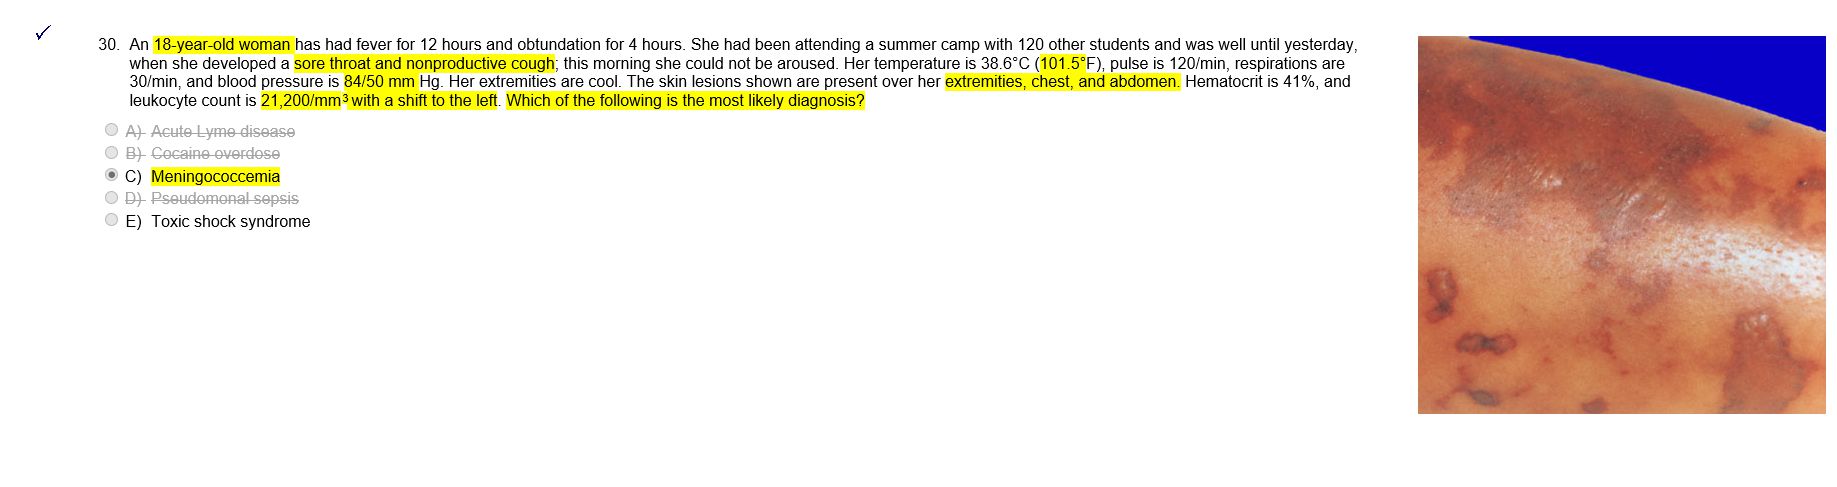 30. An 18-year-old woman has had fever for 12 hours and obtundation for 4 hours. She had been attending a summer camp with 120 other students and was well until yesterday,
when she developed a sore throat and nonproductive cough; this morning she could not be aroused. Her temperature is 38.6°C (101.5°F), pulse is 120/min, respirations are
30/min, and blood pressure is 84/50 mm Hg. Her extremities are cool. The skin lesions shown are present over her extremities, chest, and abdomen. Hematocrit is 41%, and
leukocyte count is 21,200/mm³ with a shift to the left. Which of the following is the most likely diagnosis?
A) Acute Lyme disease
B) Cocaine overdose
C) Meningococcemia
D) Pseudomonal sepsis
E) Toxic shock syndrome